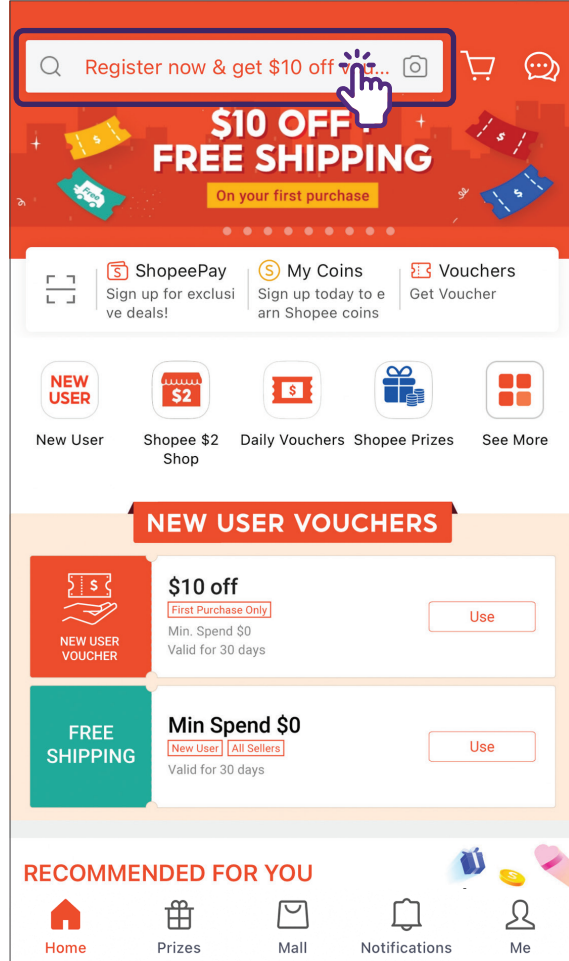 Register now & get $10 off
$10 OFF +
FREE SHIPPING
On your first purchase
Free
ShopeePay
Sign up for exclusi
ve deals!
My Coins
Sign up today to e
arn Shopee coins
Vouchers
Get Voucher
NEW
USER
New User
$2
Shopee $2
Shop
Daily Vouchers
Shopee Prizes
See More
NEW USER VOUCHERS
NEW USER
VOUCHER
$10 off
First Purchase Only
Min. Spend $0
Valid for 30 days
Use
FREE
SHIPPING
Min Spend $0
New User
All Sellers
Valid for 30 days
Use
RECOMMENDED FOR YOU
Home
Prizes
Mall
Notifications
Me